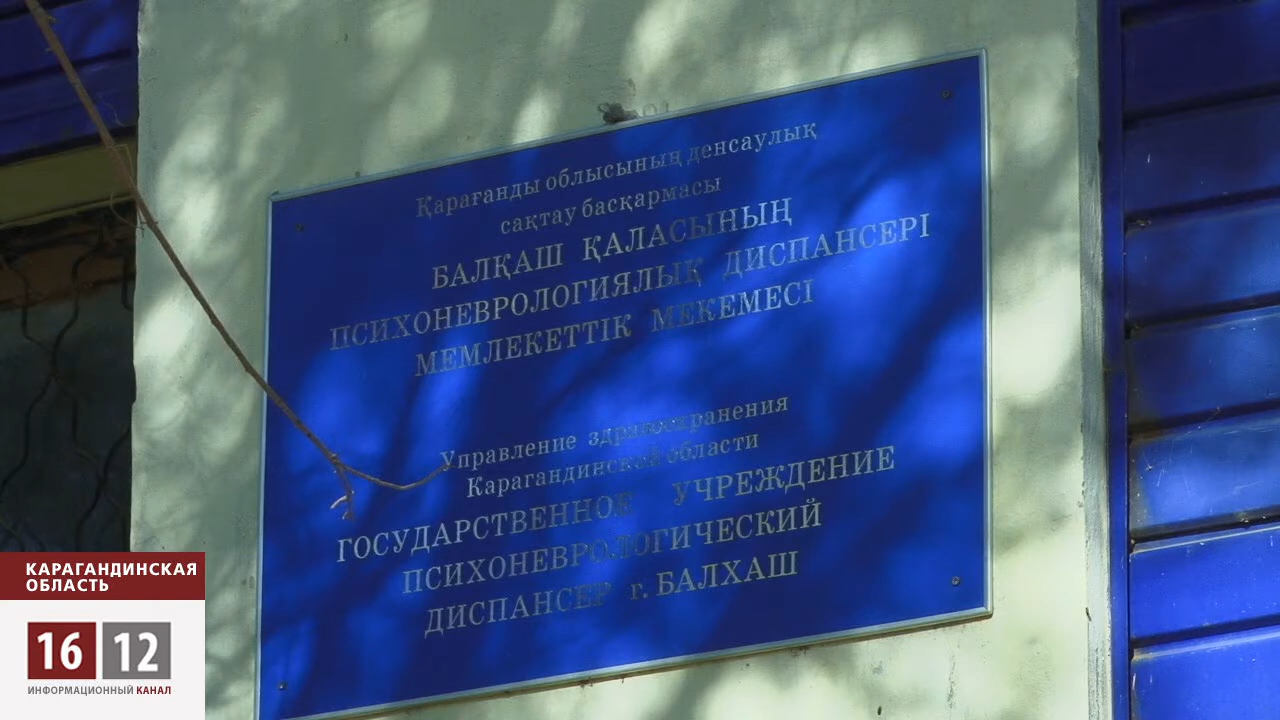 Қарағанды облысының денсаулық
сақтау басқармасы
БАЛҚАШ ҚАЛАСЫНЫҢ
ПСИХОНЕВРОЛОГИЯЛЫҚ ДИСПАНСЕРІ
МЕМЛЕКЕТТІК МЕКЕМЕСІ
Управление здравоохранения
Карагандинской области
ГОСУДАРСТВЕННОЕ УЧРЕЖДЕНИЕ
ПСИХОНЕВРОЛОГИЧЕСКИЙ
ДИСПАНСЕР г. БАЛХАШ
КАРАГАНДИНСКАЯ
ОБЛАСТЬ
16 12
ИНФОРМАЦИОННЫЙ КАНАЛ